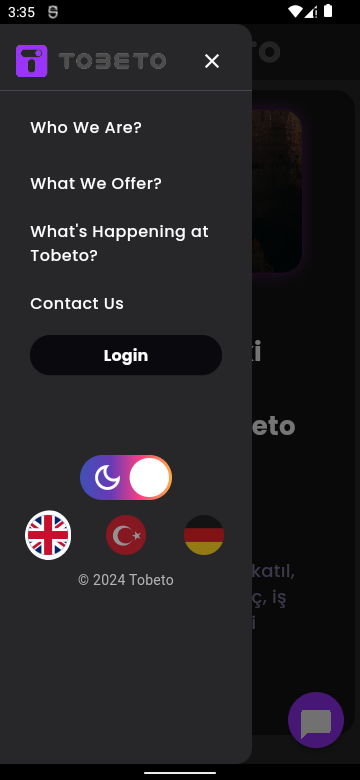 3:35
TOBETO
Who We Are?
What We Offer?
What's Happening at
Tobeto?
Contact Us
Login
© 2024 Tobeto
eto
katıl,
iş